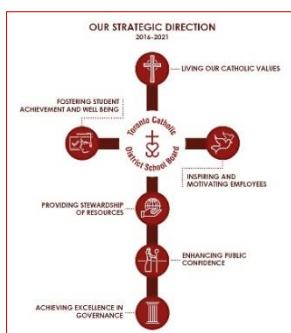 OUR STRATEGIC DIRECTION
2016-2021
LIVING OUR CATHOLIC VALUES
FOSTERING STUDENT
ACHIEVEMENT AND WELL BEING
Toronto Catholic
District School Board
INSPIRING AND
MOTIVATING EMPLOYEES
PROVIDING STEWARDSHIP
OF RESOURCES
ENHANCING PUBLIC
CONFIDENCE
ACHIEVING EXCELLENCE IN
GOVERNANCE